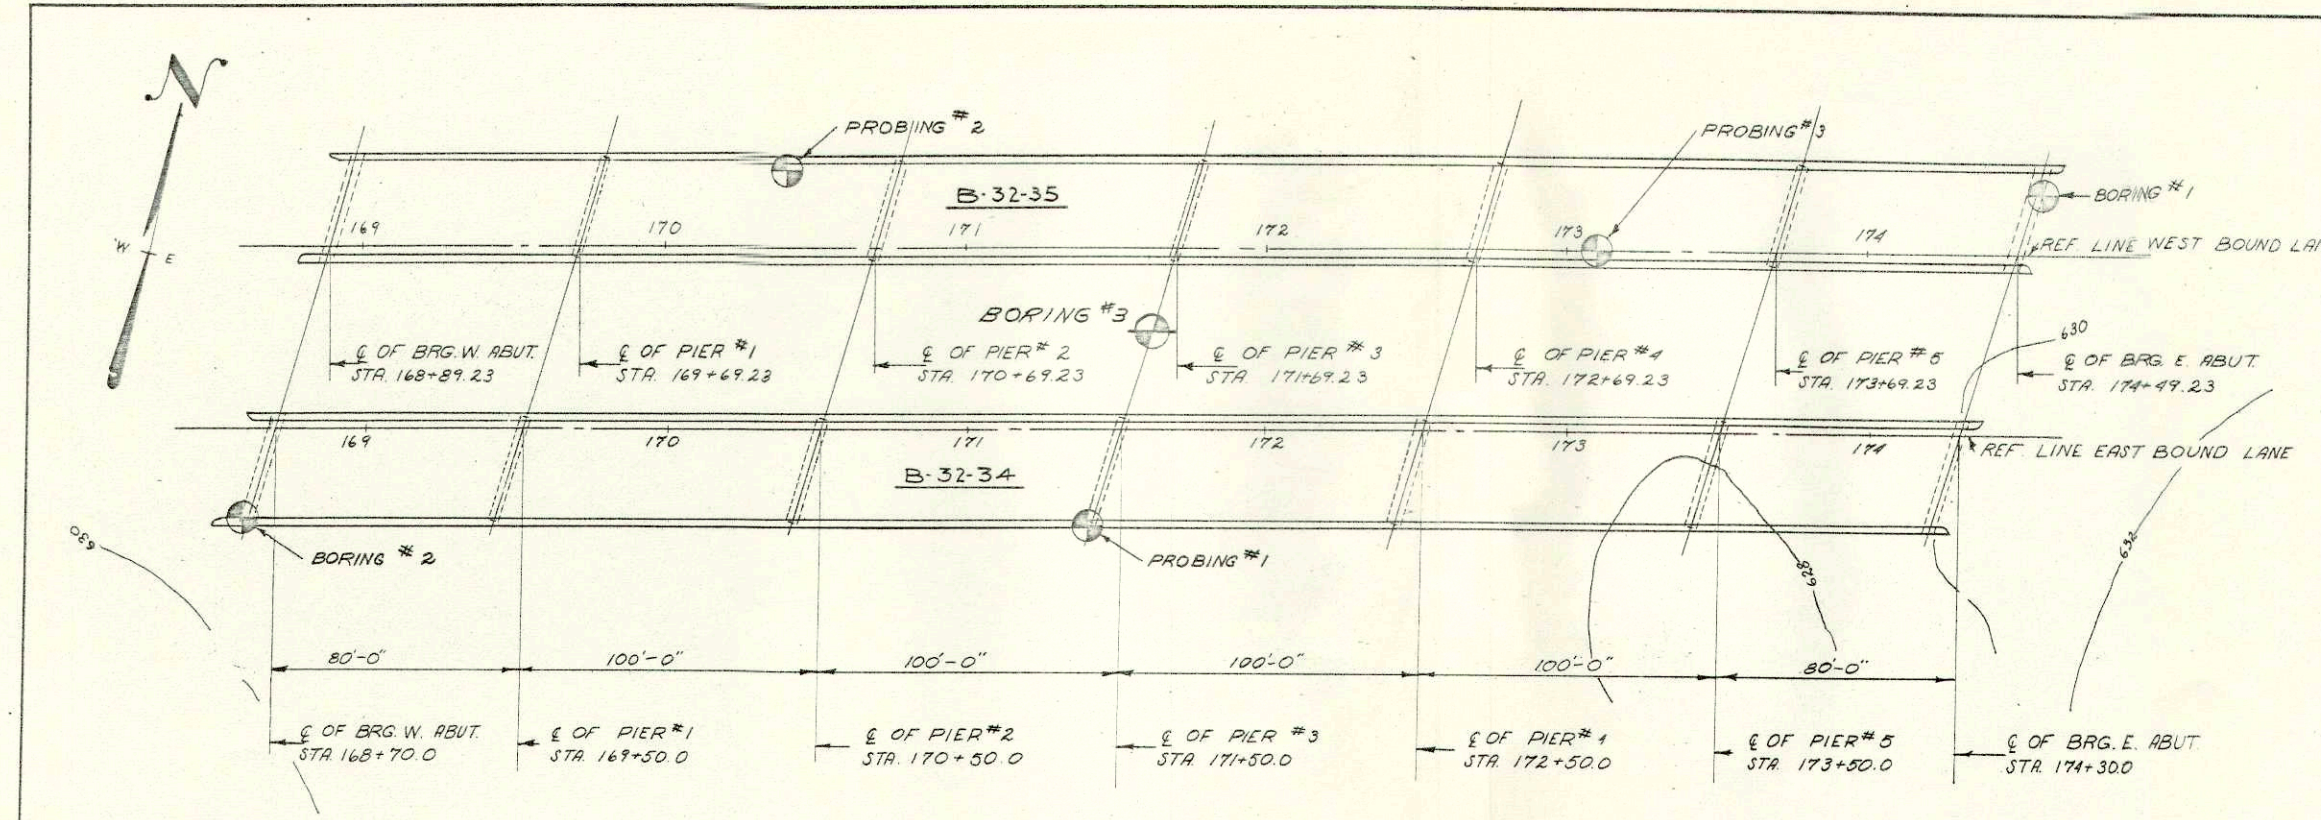 N
W E
PROBING #2
PROBING #3
BORING #1
B-32-35
169 170 171 172 173 174
REF. LINE WEST BOUND
BORING #3
630
℄ OF BRG. W. ABUT.
STA. 168+89.23
℄ OF PIER #1
STA. 169+69.23
℄ OF PIER #2
STA. 170+69.23
℄ OF PIER #3
STA. 171+69.23
℄ OF PIER #4
STA. 172+69.23
℄ OF PIER #5
STA. 173+69.23
℄ OF BRG. E. ABUT.
STA. 174+49.23
169 170 171 172 173 174
REF. LINE EAST BOUND LANE
B-32-34
630
BORING #2
PROBING #1
628
632
80'-0" 100'-0" 100'-0" 100'-0" 100'-0" 80'-0"
℄ OF BRG. W. ABUT.
STA. 168+70.0
℄ OF PIER #1
STA. 169+50.0
℄ OF PIER #2
STA. 170+50.0
℄ OF PIER #3
STA. 171+50.0
℄ OF PIER #4
STA. 172+50.0
℄ OF PIER #5
STA. 173+50.0
℄ OF BRG. E. ABUT.
STA. 174+30.0